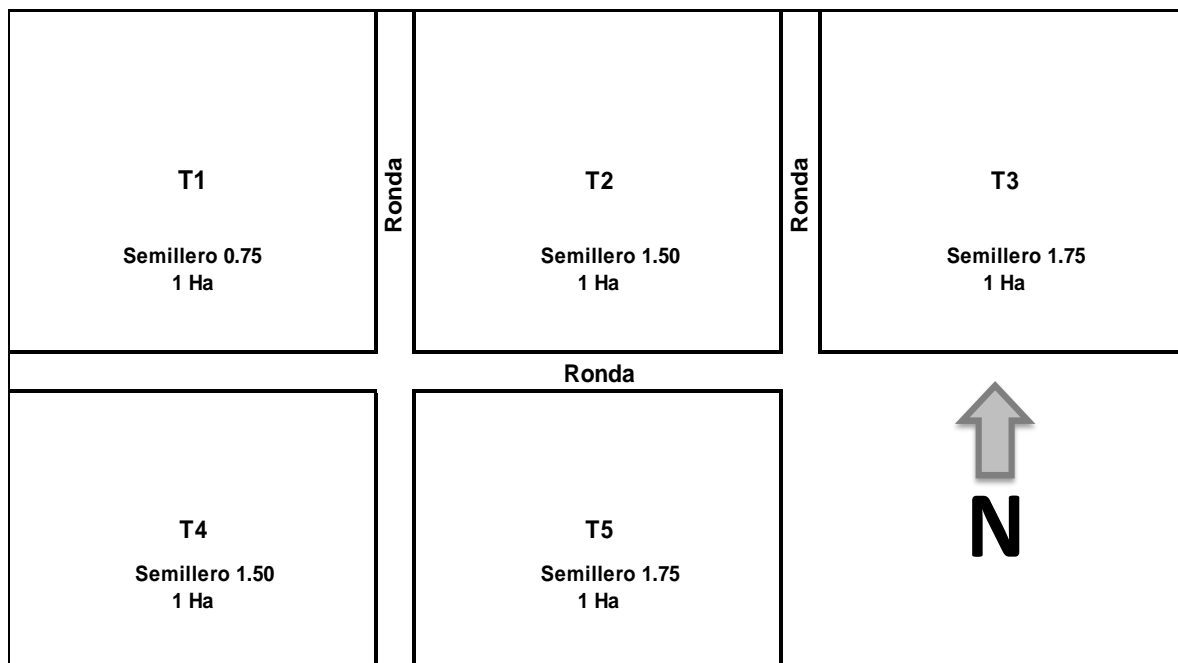 T1
Semillero 0.75
1 Ha
Ronda
T2
Semillero 1.50
1 Ha
Ronda
T3
Semillero 1.75
1 Ha
Ronda
T4
Semillero 1.50
1 Ha
T5
Semillero 1.75
1 Ha
N